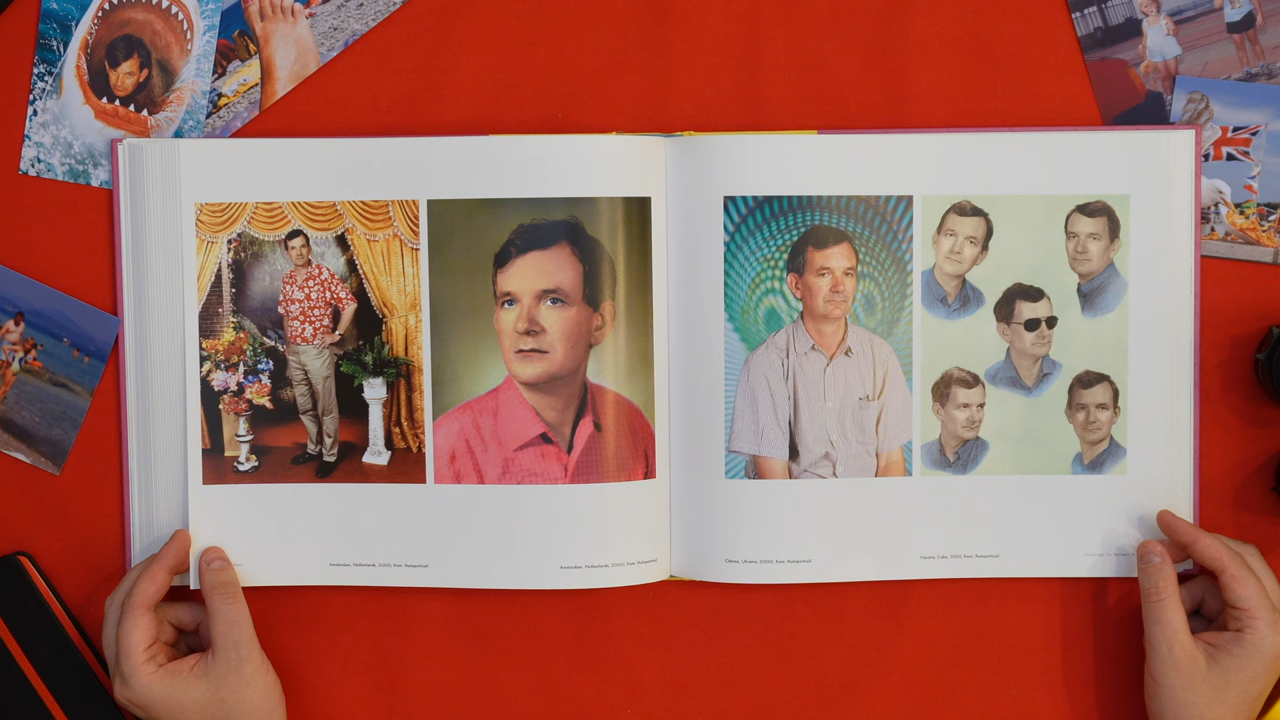 Amsterdam, Netherlands, 2000, from 'Autoportrait'
Amsterdam, Netherlands, 2000, from 'Autoportrait'
Odessa, Ukraine, 2000, from 'Autoportrait'
Havana, Cuba, 2001, from 'Autoportrait'